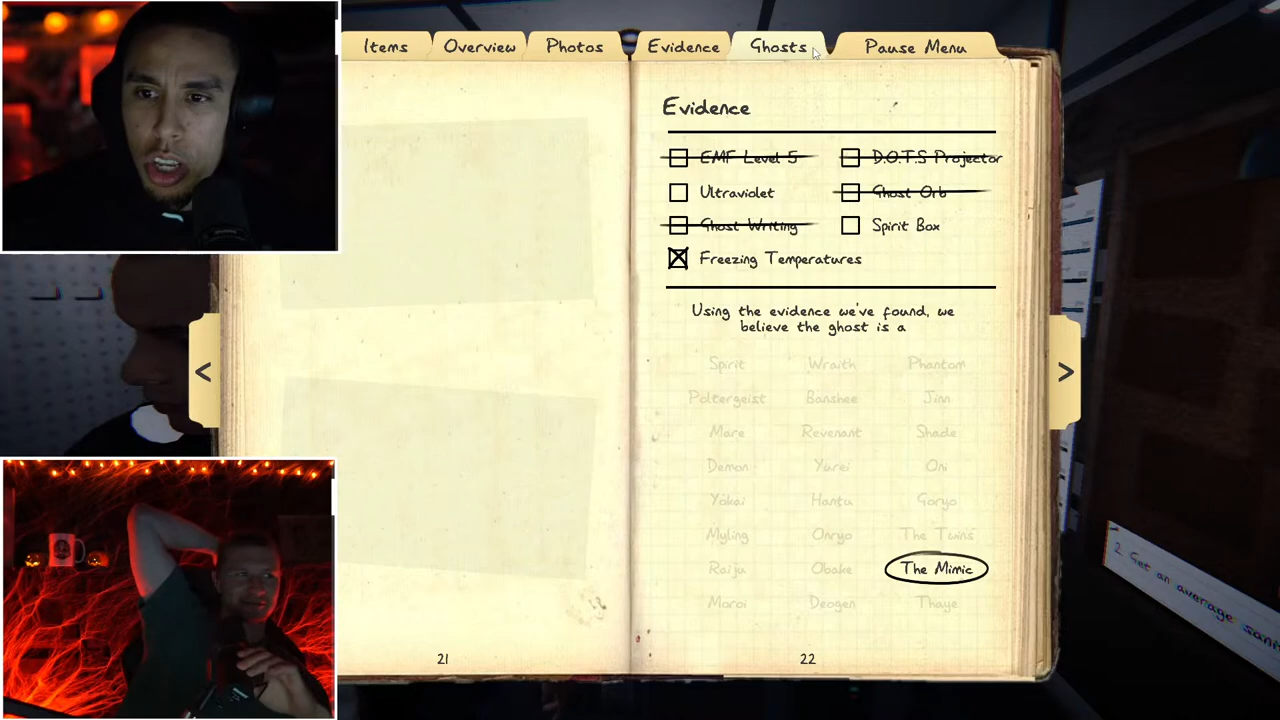 Items Overview Photos Evidence Ghosts Pause Menu
Evidence
EMF Level 5 D.O.T.S Projector
Ultraviolet Ghost Orb
Ghost Writing Spirit Box
Freezing Temperatures
Using the evidence we've found, we
believe the ghost is a
Spirit Wraith Phantom
Poltergeist Banshee Jinn
Mare Revenant Shade
Demon Yurei Oni
Yokai Hantu Goryo
Myling Onryo The Twins
Raiju Obake The Mimic
Moroi Deogen Thaye
< >
21 22
2. Get an average sani